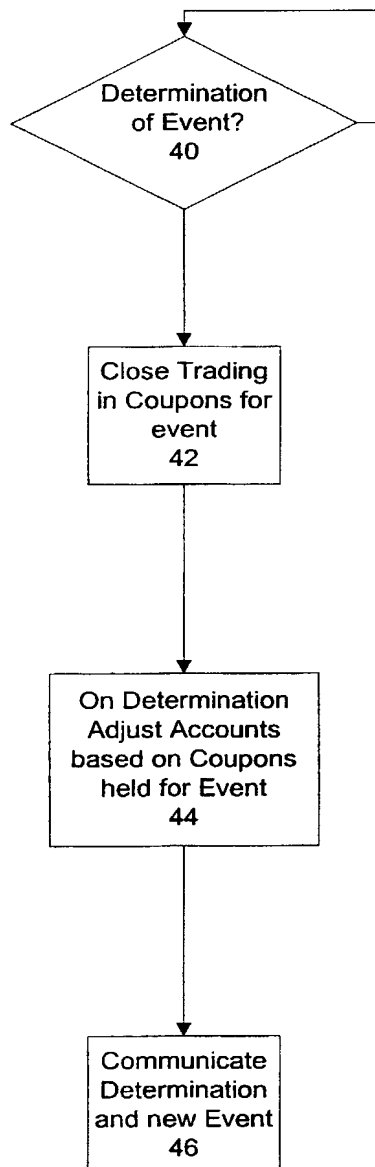 Determination
of Event?
40
Close Trading
in Coupons for
event
42
On Determination
Adjust Accounts
based on Coupons
held for Event
44
Communicate
Determination
and new Event
46